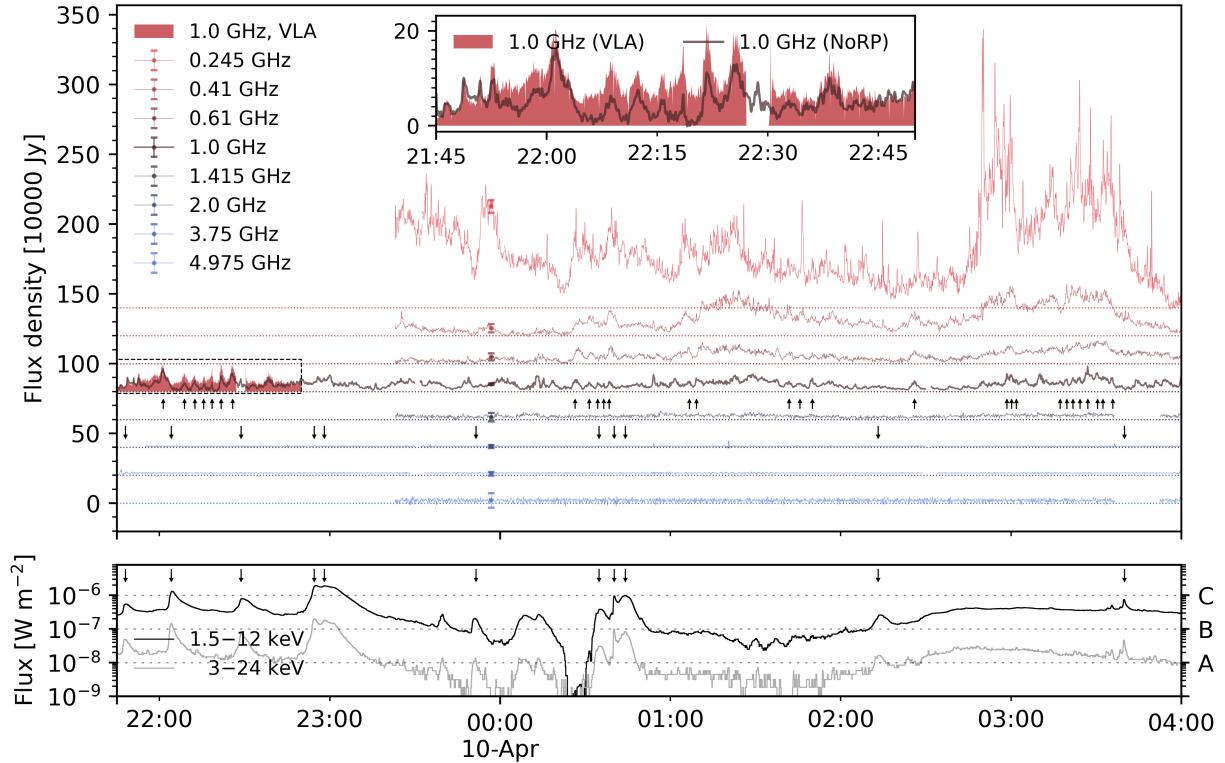 350
300
250
200
150
100
50
0
Flux density [10000 Jy]
1.0 GHz, VLA
0.245 GHz
0.41 GHz
0.61 GHz
1.0 GHz
1.415 GHz
2.0 GHz
3.75 GHz
4.975 GHz
20
0
1.0 GHz (VLA)
1.0 GHz (NoRP)
21:45
22:00
22:15
22:30
22:45
Flux [W m⁻²]
10⁻⁶
10⁻⁷
10⁻⁸
10⁻⁹
1.5−12 keV
3−24 keV
C
B
A
22:00
23:00
00:00
01:00
02:00
03:00
04:00
10-Apr